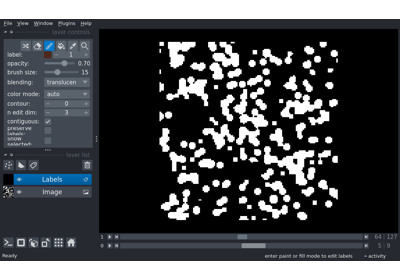 File View Window Plugins Help
layer controls
label: 1
opacity: 0.70
brush size: 15
blending: translucen
color mode: auto
contour: 0
n edit dim: 3
contiguous:
preserve labels:
show selected:
layer list
Labels
Image
1 64 127
0 5 9
Ready enter paint or fill mode to edit labels activity